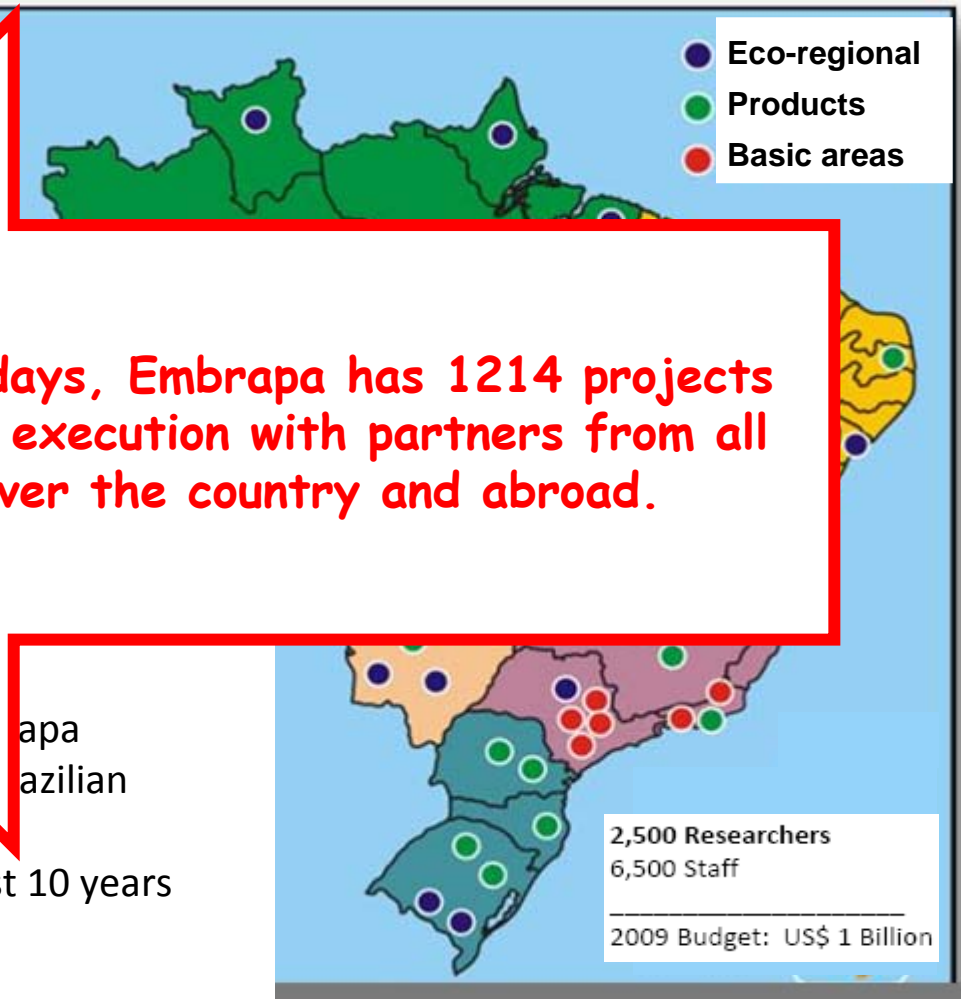 Eco-regional
Products
Basic areas
days, Embrapa has 1214 projects
execution with partners from all
ver the country and abroad.
apa
azilian
st 10 years
2,500 Researchers
6,500 Staff
2009 Budget: US$ 1 Billion